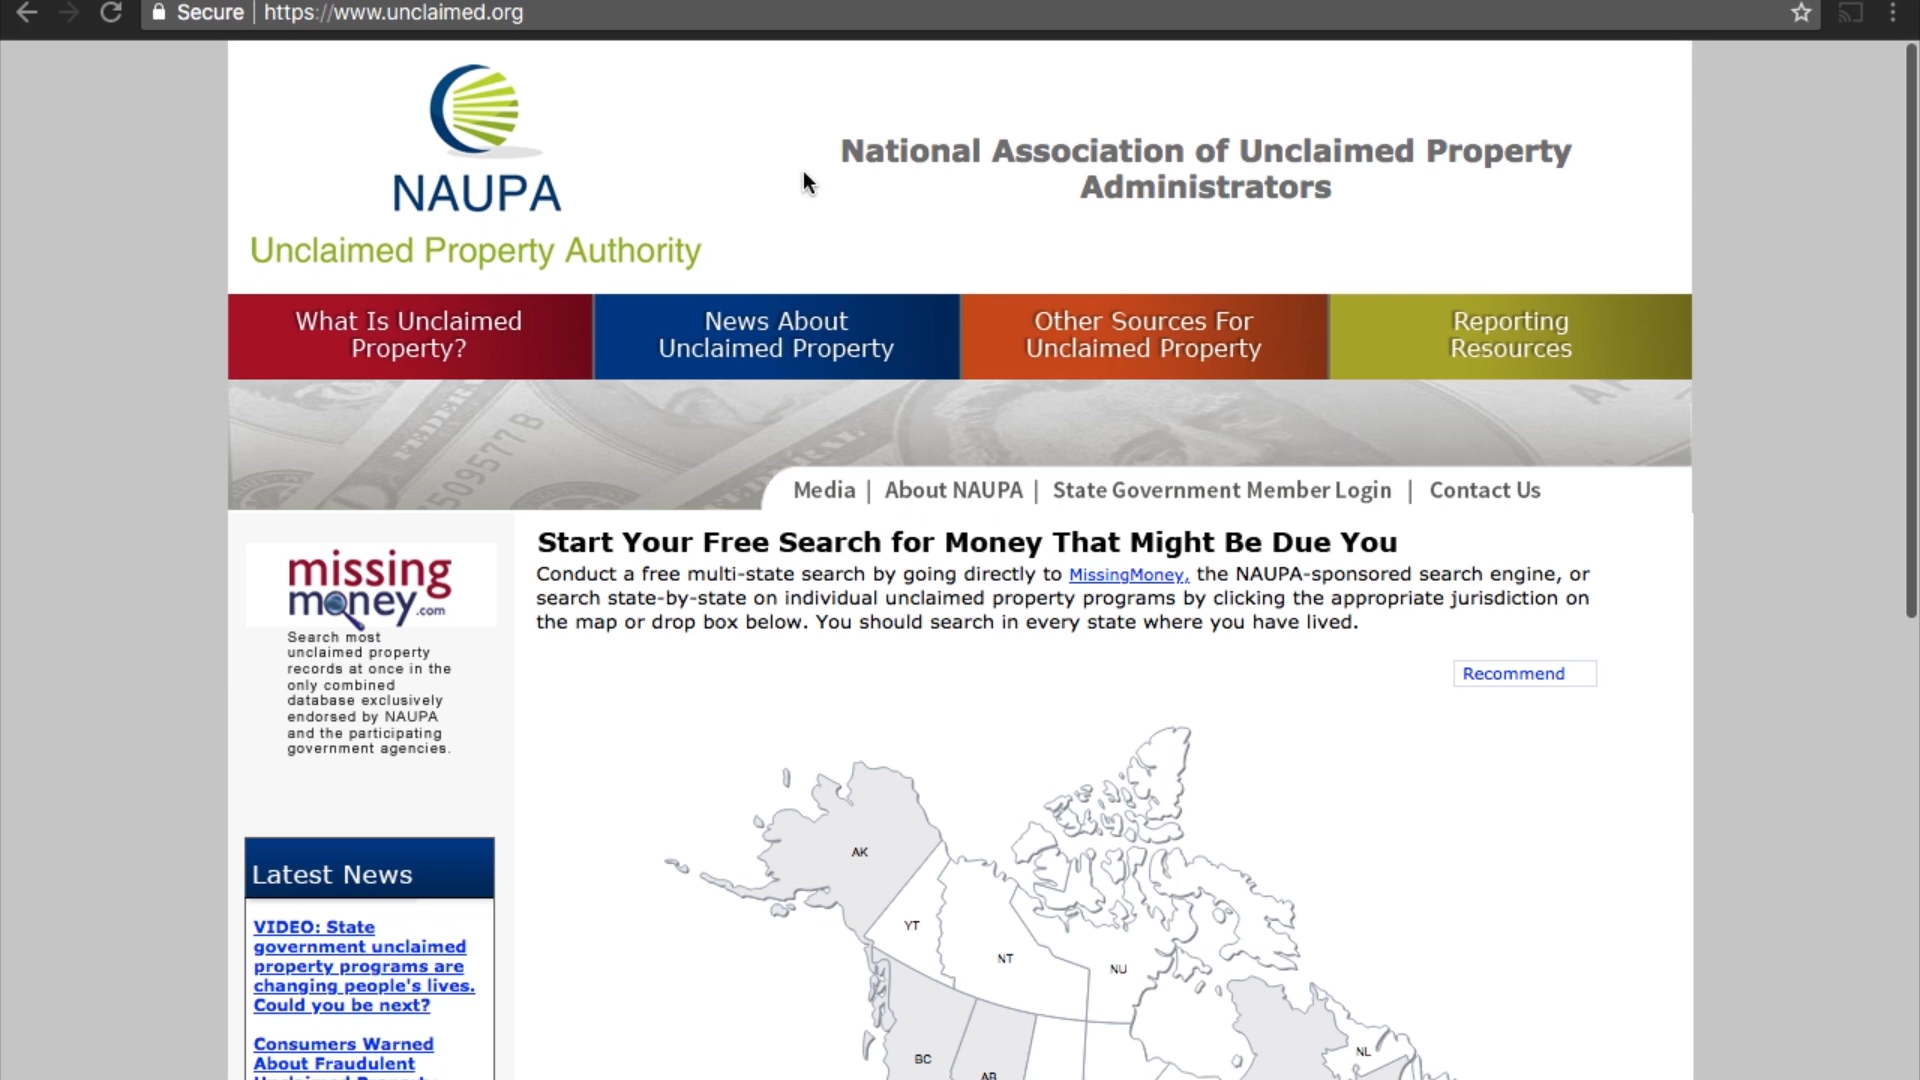 Secure | https://www.unclaimed.org
NAUPA
Unclaimed Property Authority
National Association of Unclaimed Property
Administrators
What Is Unclaimed
Property?
News About
Unclaimed Property
Other Sources For
Unclaimed Property
Reporting
Resources
FEDERAL
509577B
Media | About NAUPA | State Government Member Login | Contact Us
missing
money.com
Search most
unclaimed property
records at once in the
only combined
database exclusively
endorsed by NAUPA
and the participating
government agencies.
Start Your Free Search for Money That Might Be Due You
Conduct a free multi-state search by going directly to MissingMoney, the NAUPA-sponsored search engine, or
search state-by-state on individual unclaimed property programs by clicking the appropriate jurisdiction on
the map or drop box below. You should search in every state where you have lived.
Recommend
AK
YT
NT
NU
BC
AB
NL
Latest News
VIDEO: State
government unclaimed
property programs are
changing people's lives.
Could you be next?
Consumers Warned
About Fraudulent